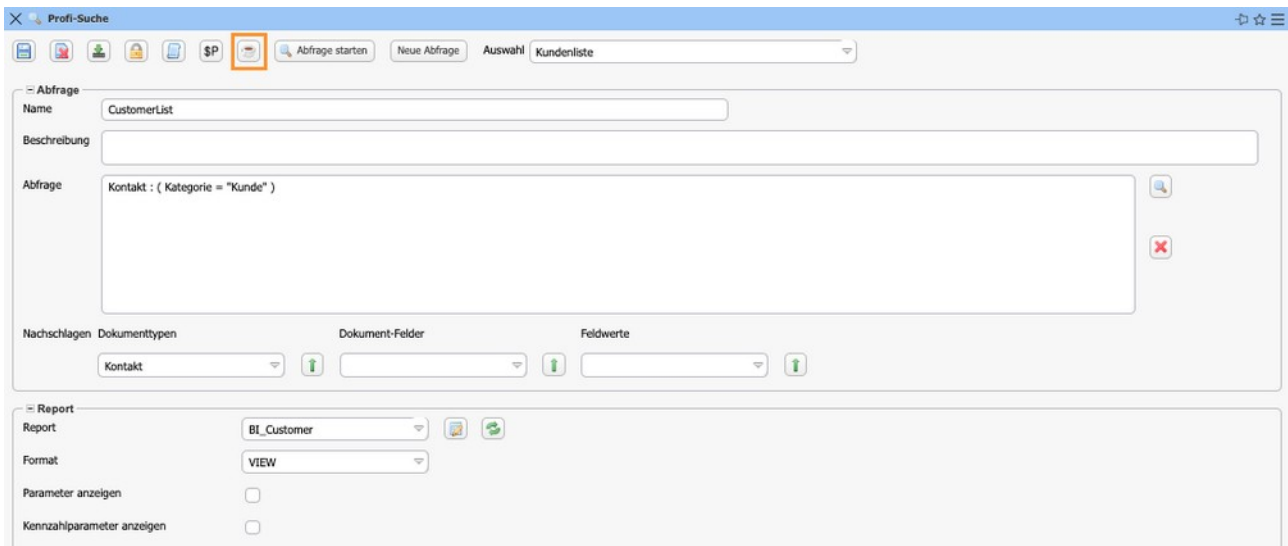 Profi-Suche
$P Abfrage starten Neue Abfrage Auswahl Kundenliste
Abfrage
Name CustomerList
Beschreibung
Abfrage Kontakt : ( Kategorie = "Kunde" )
Nachschlagen Dokumenttypen Dokument-Felder Feldwerte
Kontakt
Report
Report BI_Customer
Format VIEW
Parameter anzeigen
Kennzahlparameter anzeigen